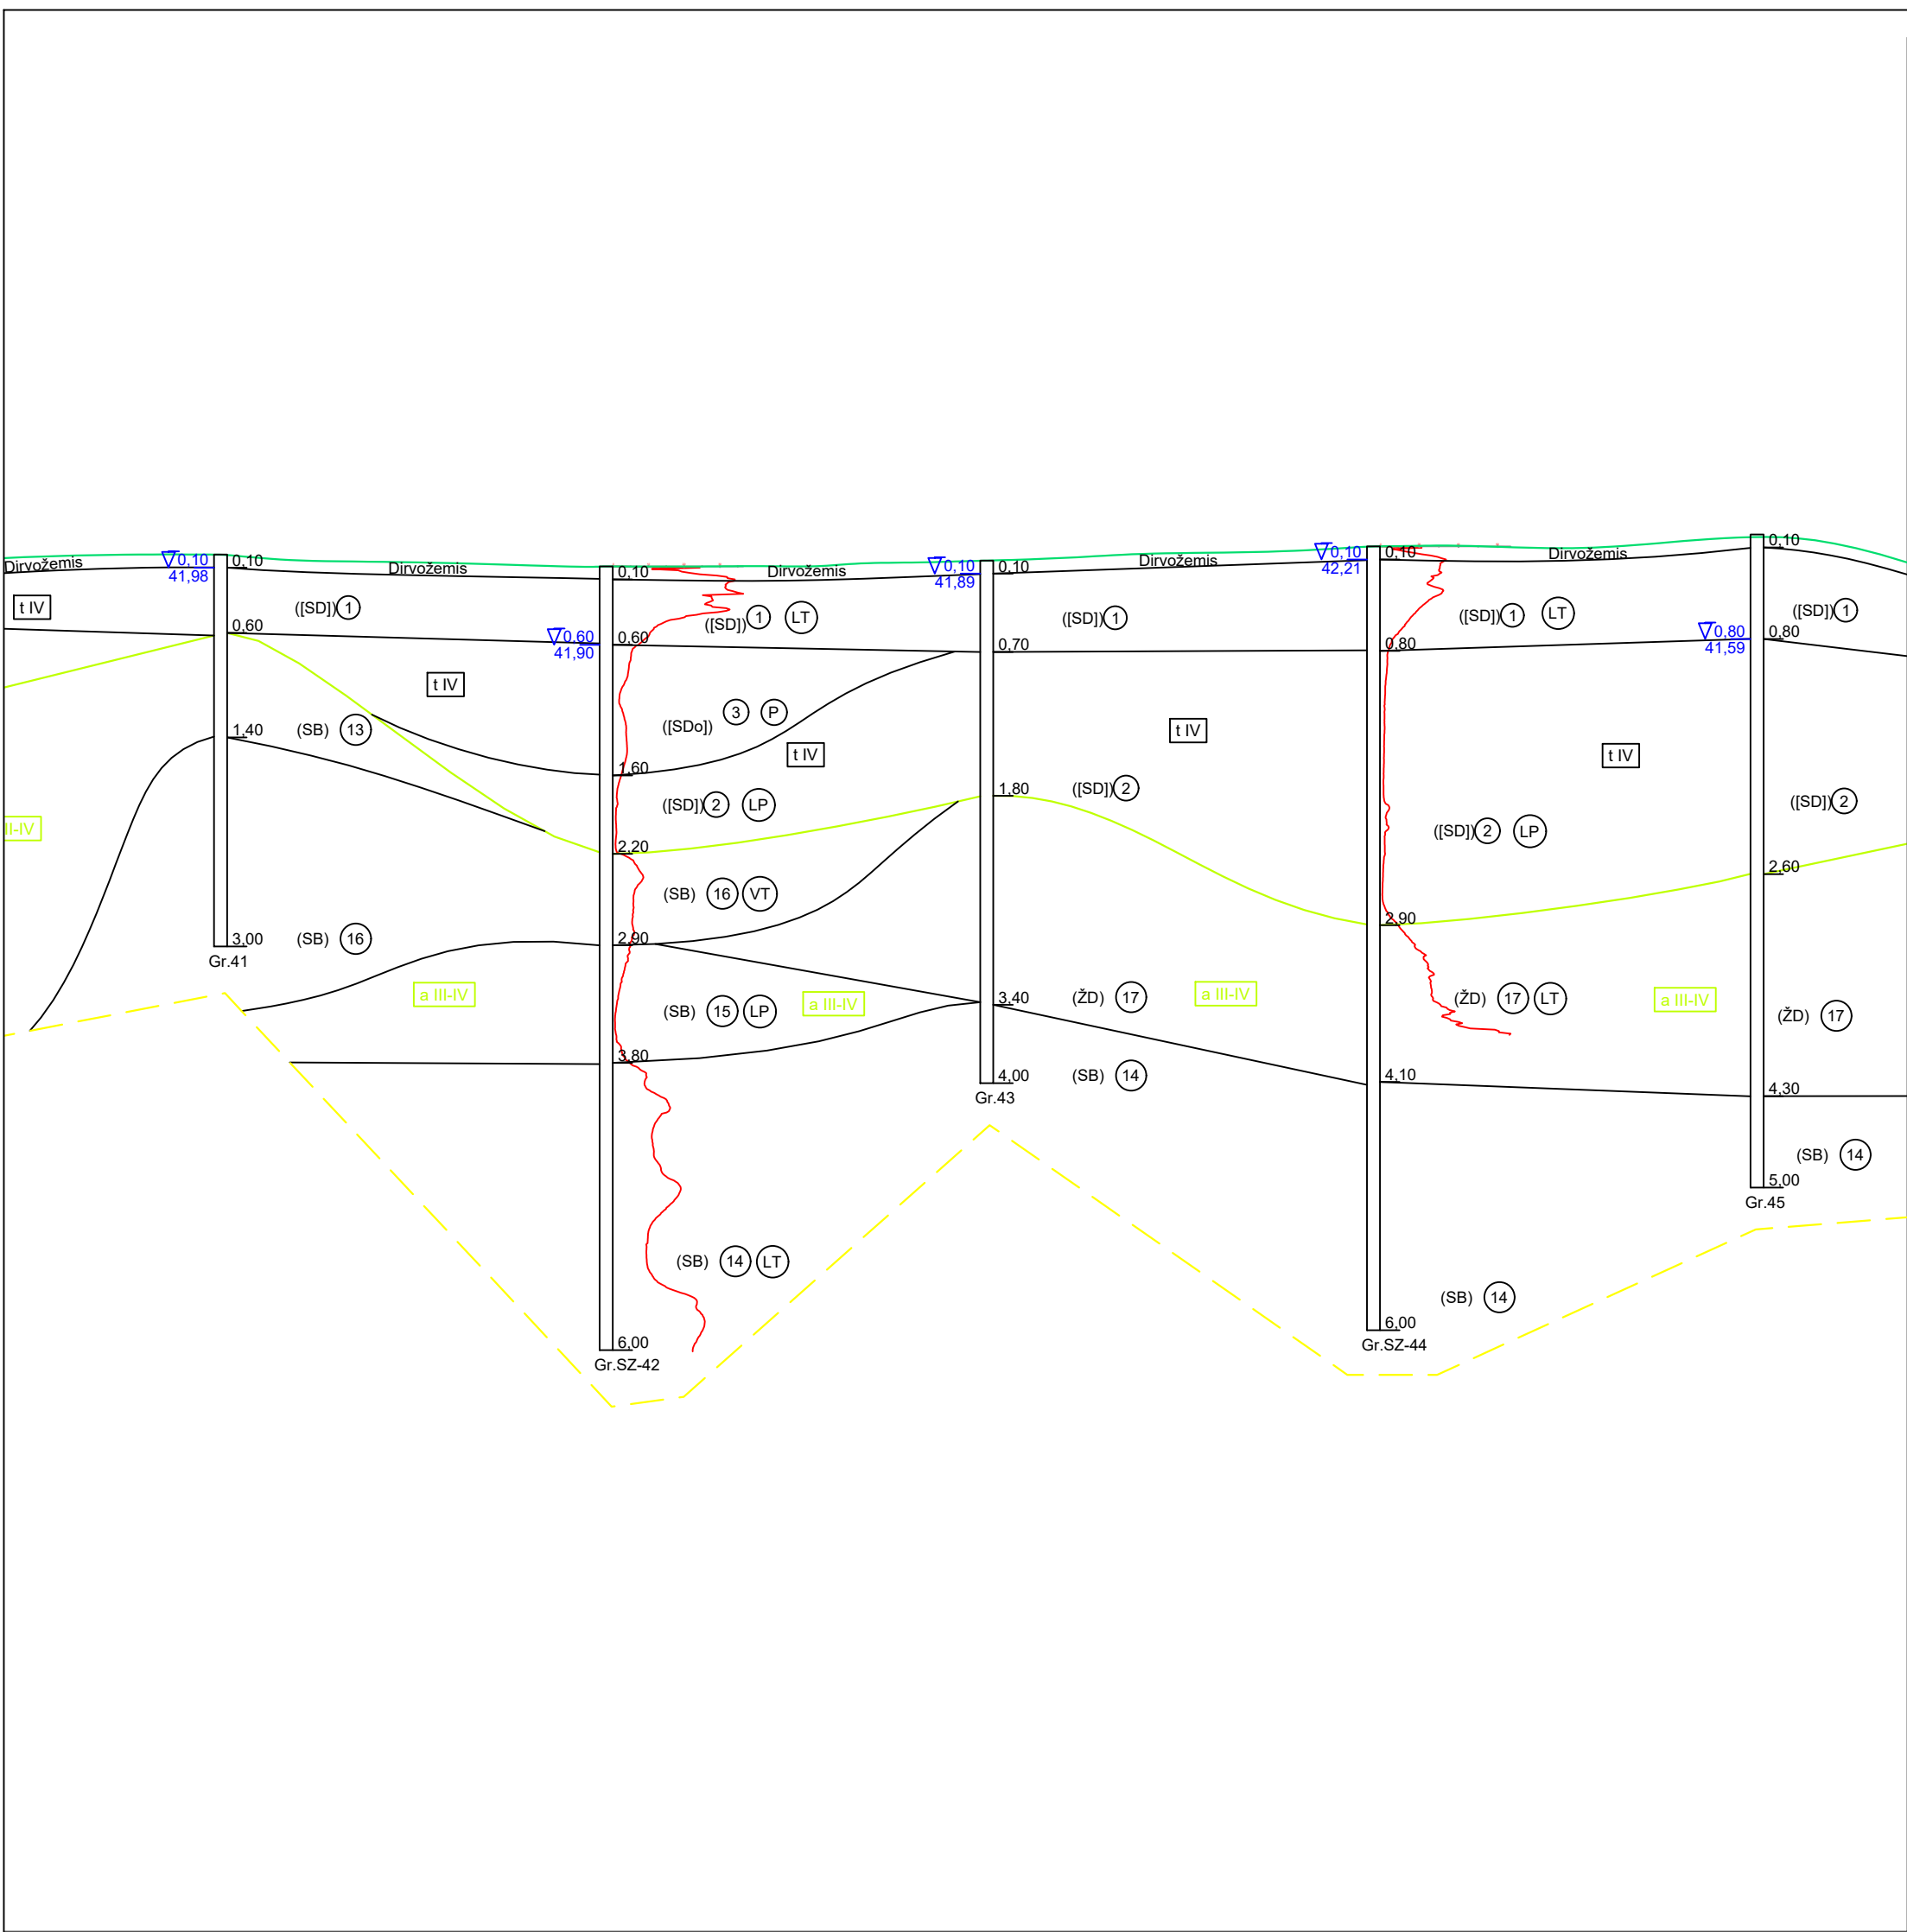 Dirvožemis
t IV
II-IV
0,10
41,98
0,10
0,60
1,40
3,00
Gr.41
Dirvožemis
([SD]) 1
t IV
(SB) 13
(SB) 16
a III-IV
0,60
41,90
0,10
0,60
1,60
2,20
2,90
3,80
6,00
Gr.SZ-42
Dirvožemis
([SD]) 1 LT
([SDo]) 3 P
t IV
([SD]) 2 LP
(SB) 16 VT
(SB) 15 LP
a III-IV
(SB) 14 LT
0,10
41,89
0,10
0,70
1,80
3,40
4,00
Gr.43
Dirvožemis
([SD]) 1
t IV
([SD]) 2
(ŽD) 17
a III-IV
(SB) 14
0,10
42,21
0,10
0,80
2,90
4,10
6,00
Gr.SZ-44
Dirvožemis
([SD]) 1 LT
t IV
([SD]) 2 LP
(ŽD) 17 LT
a III-IV
(SB) 14
0,80
41,59
0,10
0,80
2,60
4,30
5,00
Gr.45
([SD]) 1
([SD]) 2
(ŽD) 17
(SB) 14